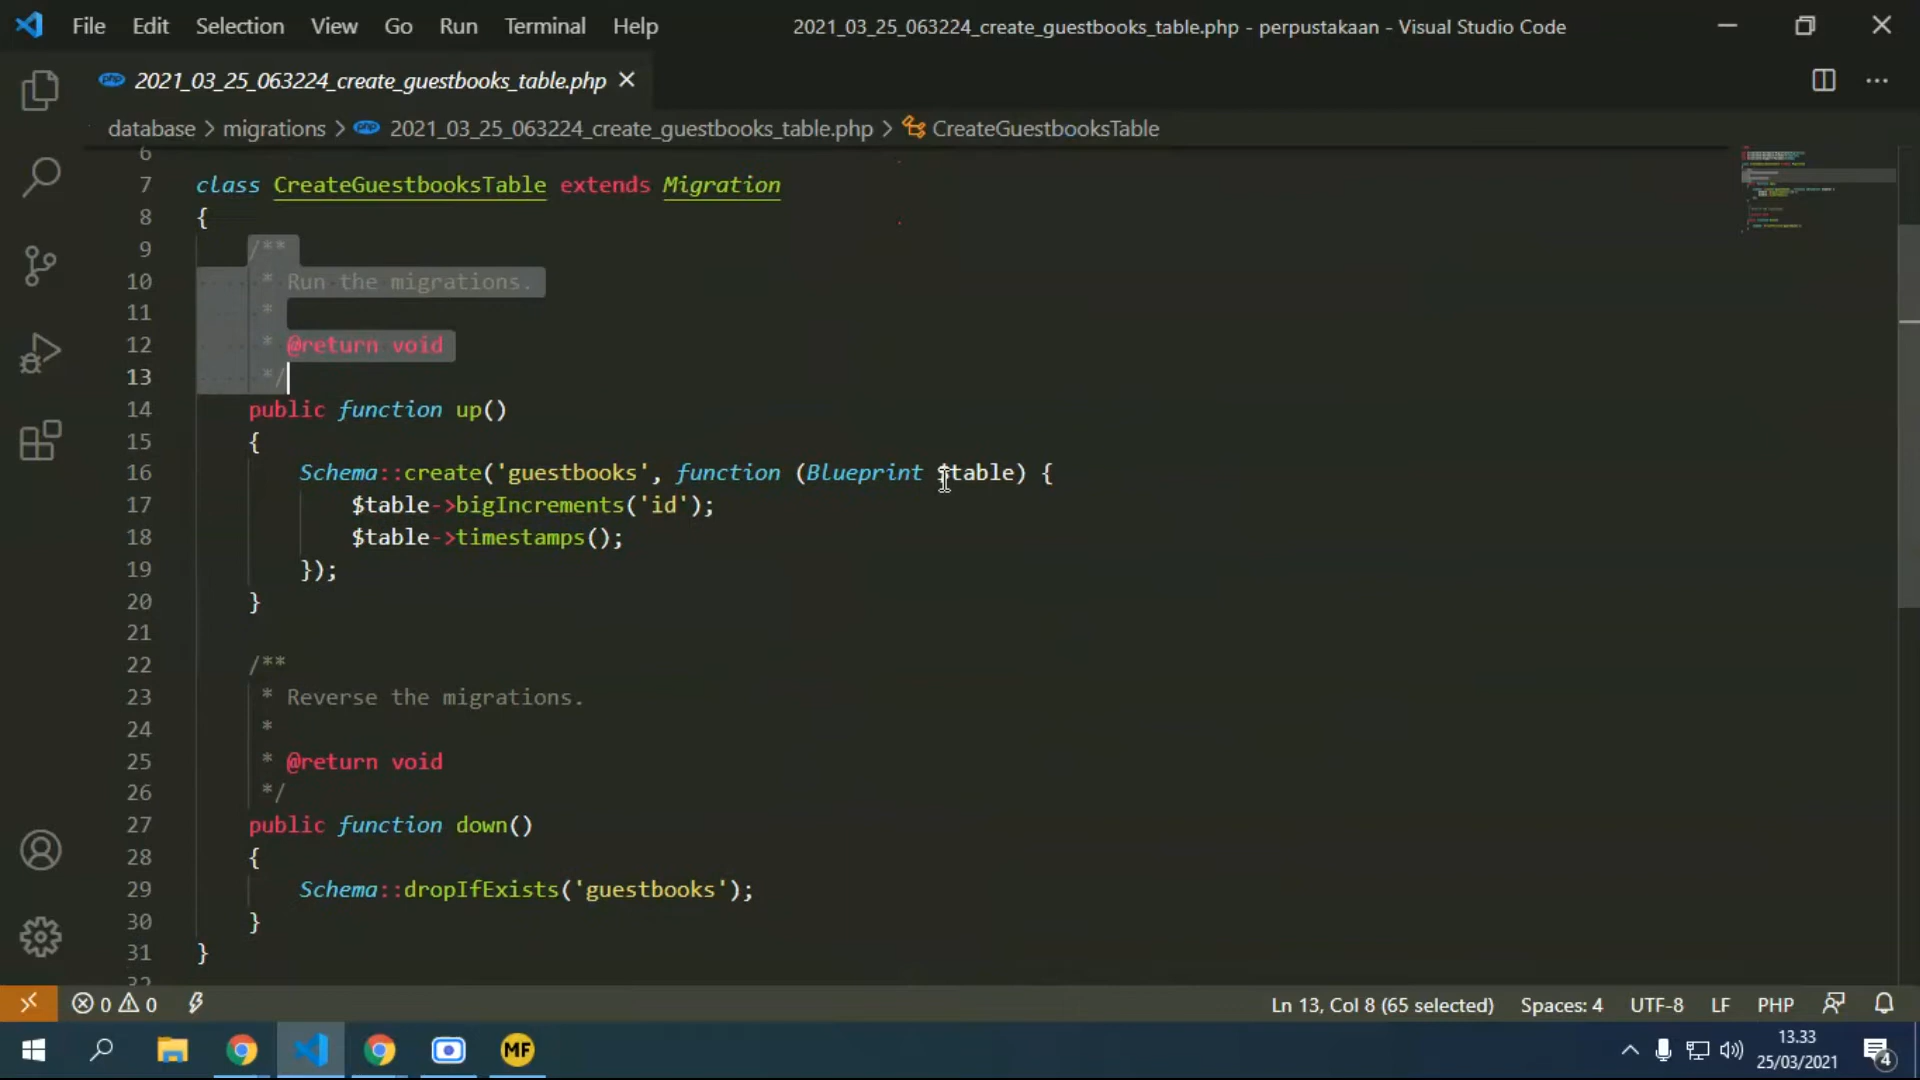 File Edit Selection View Go Run Terminal Help 2021_03_25_063224_create_guestbooks_table.php - perpustakaan - Visual Studio Code
2021_03_25_063224_create_guestbooks_table.php
database > migrations > 2021_03_25_063224_create_guestbooks_table.php > CreateGuestbooksTable
6
7 class CreateGuestbooksTable extends Migration
8 {
9 /**
10 * Run the migrations.
11 *
12 * @return void
13 */
14 public function up()
15 {
16 Schema::create('guestbooks', function (Blueprint $table) {
17 $table->bigIncrements('id');
18 $table->timestamps();
19 });
20 }
21
22 /**
23 * Reverse the migrations.
24 *
25 * @return void
26 */
27 public function down()
28 {
29 Schema::dropIfExists('guestbooks');
30 }
31 }
32
0 0 Ln 13, Col 8 (65 selected) Spaces: 4 UTF-8 LF PHP
MF 13.33
25/03/2021 4